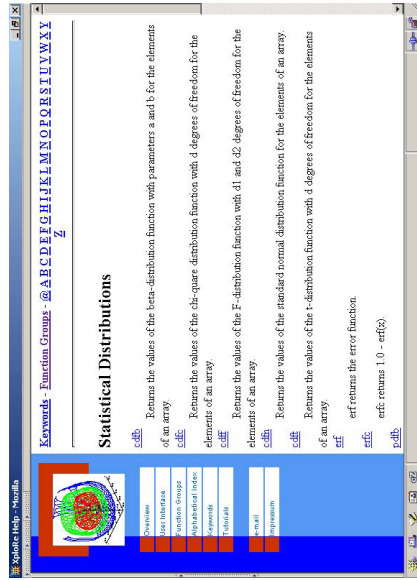 XploRe Help - Mozilla
Keywords - Function Groups - @ A B C D E F G H I J K L M N O P Q R S T U V W X Y
Z
Overview
User Interface
Function Groups
Alphabetical Index
Keywords
Tutorials
e-mail
Impressum
Statistical Distributions
cdfb
Returns the values of the beta-distribution function with parameters a and b for the elements
of an array.
cdfc
Returns the values of the chi-quare distribution function with d degrees of freedom for the
elements of an array.
cdff
Returns the values of the F-distribution function with d1 and d2 degrees of freedom for the
elements of an array.
cdfn
Returns the values of the standard normal distribution function for the elements of an array.
cdft
Returns the values of the t-distribution function with d degrees of freedom for the elements
of an array.
erf
erf returns the error function.
erfc
erfc returns 1.0 - erf(x).
pdfb